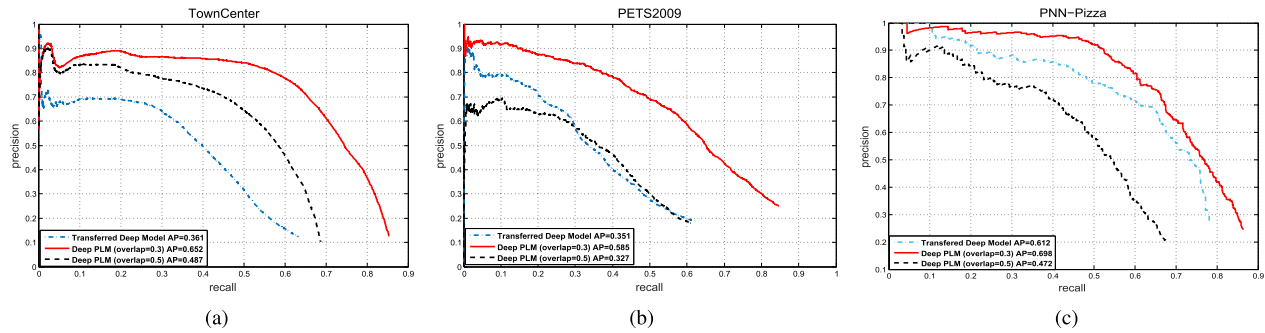 TownCenter
1
0.9
0.8
0.7
0.6
0.5
0.4
0.3
0.2
0.1
0
precision
0 0.1 0.2 0.3 0.4 0.5 0.6 0.7 0.8 0.9
recall
Transferred Deep Model AP=0.361
Deep PLM (overlap=0.3) AP=0.652
Deep PLM (overlap=0.5) AP=0.487
(a)
PETS2009
1
0.9
0.8
0.7
0.6
0.5
0.4
0.3
0.2
0.1
0
precision
0 0.1 0.2 0.3 0.4 0.5 0.6 0.7 0.8 0.9 1
recall
Transferred Deep Model AP=0.351
Deep PLM (overlap=0.3) AP=0.585
Deep PLM (overlap=0.5) AP=0.327
(b)
PNN-Pizza
1
0.9
0.8
0.7
0.6
0.5
0.4
0.3
0.2
0.1
precision
0 0.1 0.2 0.3 0.4 0.5 0.6 0.7 0.8 0.9
recall
Transferred Deep Model AP=0.612
Deep PLM (overlap=0.3) AP=0.698
Deep PLM (overlap=0.5) AP=0.472
(c)